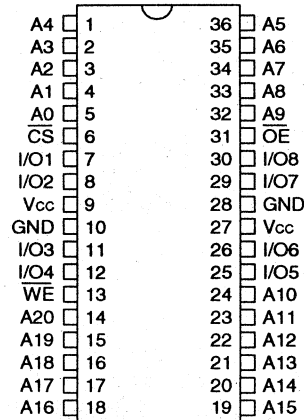 A4 1 36 A5
A3 2 35 A6
A2 3 34 A7
A1 4 33 A8
A0 5 32 A9
CS 6 31 OE
I/O1 7 30 I/O8
I/O2 8 29 I/O7
Vcc 9 28 GND
GND 10 27 Vcc
I/O3 11 26 I/O6
I/O4 12 25 I/O5
WE 13 24 A10
A20 14 23 A11
A19 15 22 A12
A18 16 21 A13
A17 17 20 A14
A16 18 19 A15